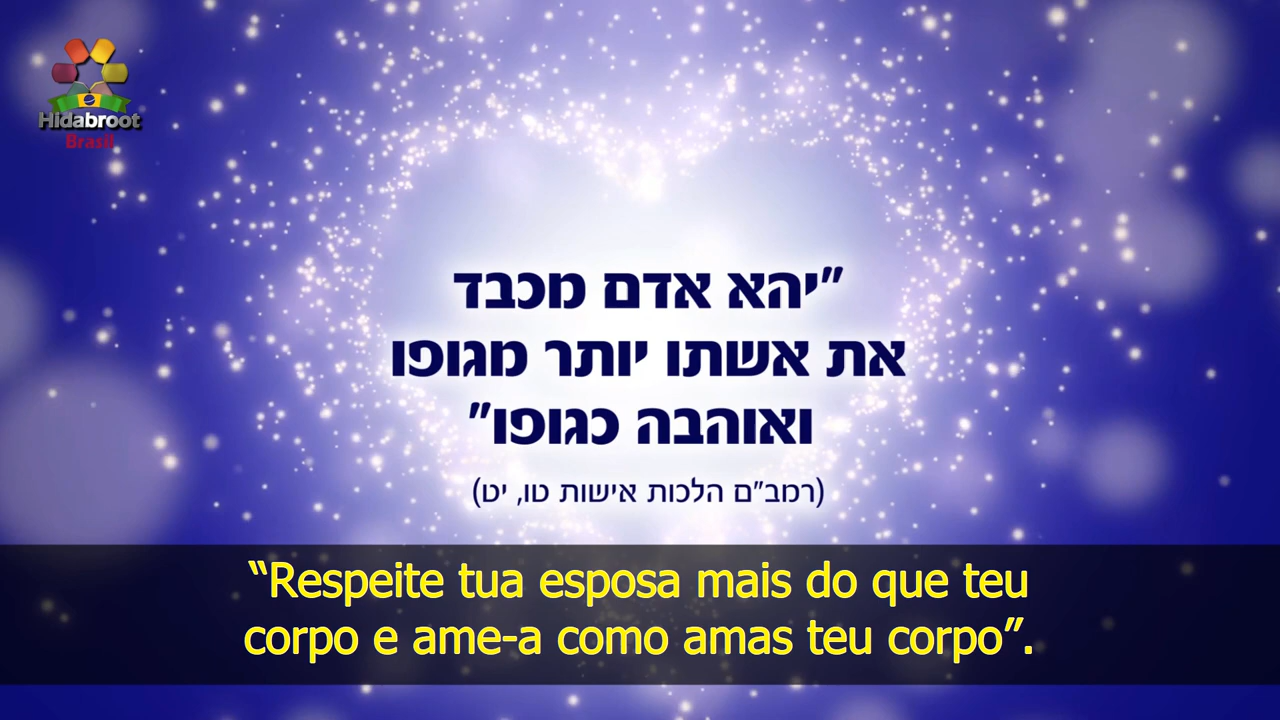 Hidabroot
Brasil
"יהא אדם מכבד
את אשתו יותר מגופו
ואוהבה כגופו"
(רמב"ם הלכות אישות טו, יט)
“Respeite tua esposa mais do que teu
corpo e ame-a como amas teu corpo”.